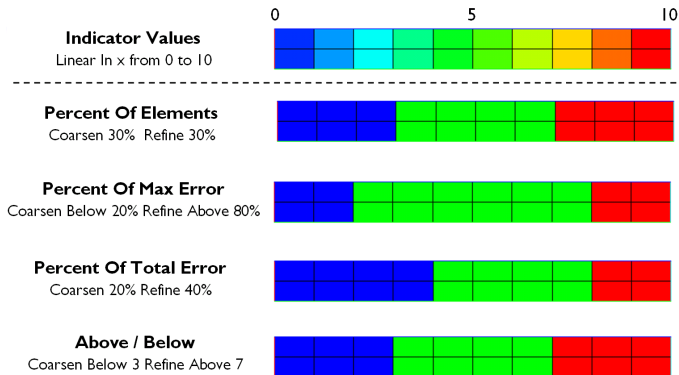 0 5 10
Indicator Values
Linear In x from 0 to 10
Percent Of Elements
Coarsen 30% Refine 30%
Percent Of Max Error
Coarsen Below 20% Refine Above 80%
Percent Of Total Error
Coarsen 20% Refine 40%
Above / Below
Coarsen Below 3 Refine Above 7